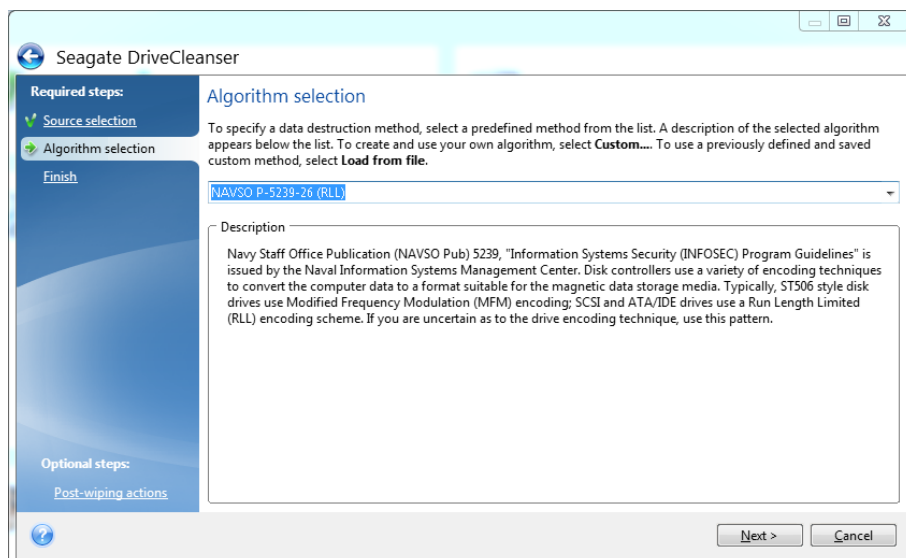 Seagate DriveCleanser
Required steps:
Source selection
Algorithm selection
Finish
Optional steps:
Post-wiping actions
Algorithm selection
To specify a data destruction method, select a predefined method from the list. A description of the selected algorithm
appears below the list. To create and use your own algorithm, select Custom.... To use a previously defined and saved
custom method, select Load from file.
NAVSO P-5239-26 (RLL)
Description
Navy Staff Office Publication (NAVSO Pub) 5239, "Information Systems Security (INFOSEC) Program Guidelines" is
issued by the Naval Information Systems Management Center. Disk controllers use a variety of encoding techniques
to convert the computer data to a format suitable for the magnetic data storage media. Typically, ST506 style disk
drives use Modified Frequency Modulation (MFM) encoding; SCSI and ATA/IDE drives use a Run Length Limited
(RLL) encoding scheme. If you are uncertain as to the drive encoding technique, use this pattern.
?
Next >
Cancel